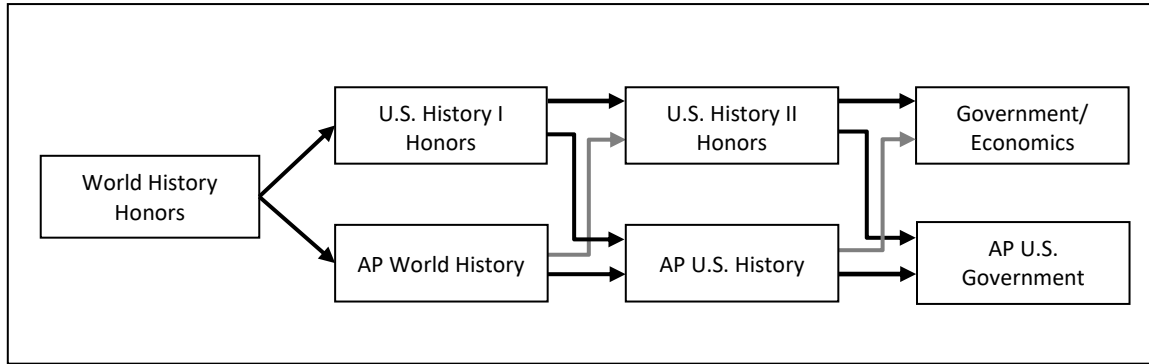 World History
Honors
U.S. History I
Honors
AP World History
U.S. History II
Honors
AP U.S. History
Government/
Economics
AP U.S.
Government